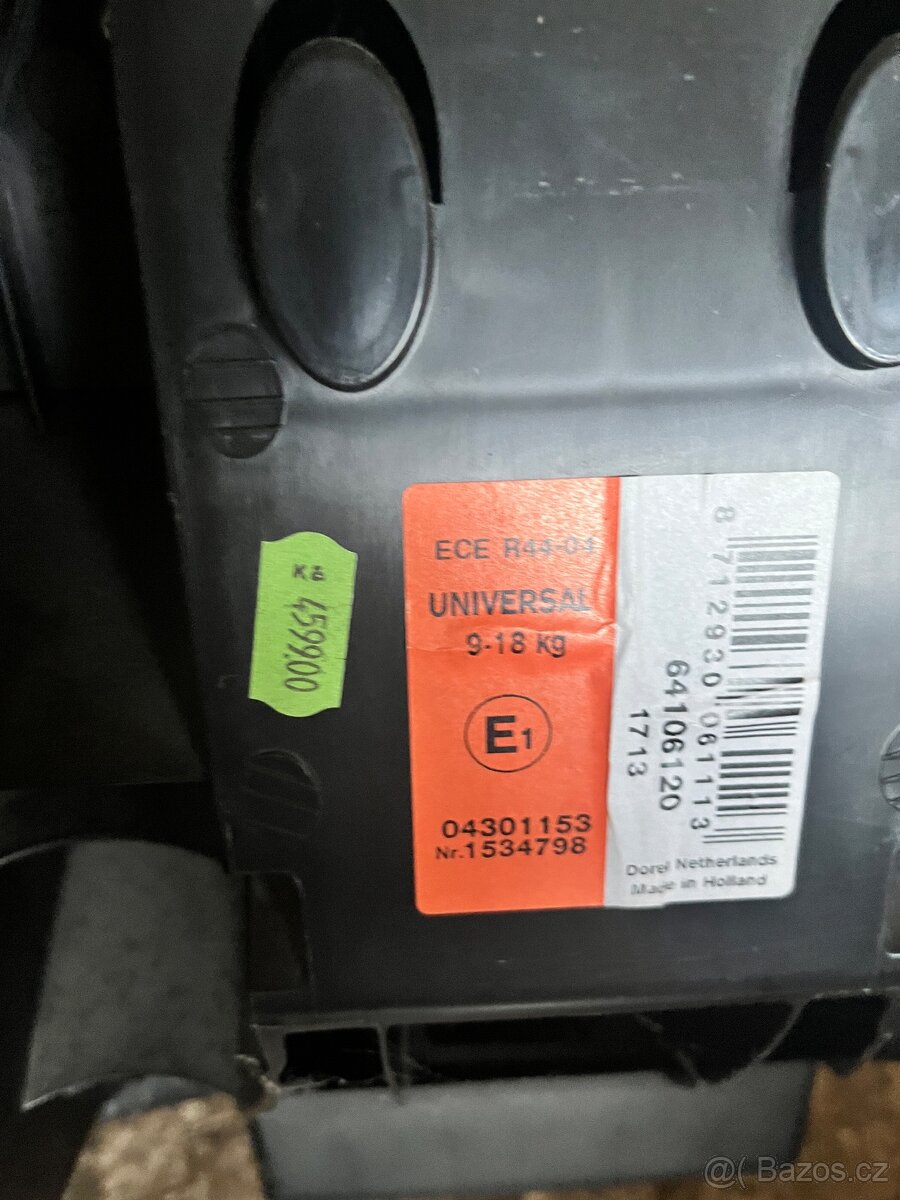 Kč 4599.00
ECE R44-04
UNIVERSAL
9-18 kg
E1
04301153
Nr.1534798
8 712930 061113
64106120
1713
Dorel Netherlands
Made in Holland
@( Bazos.cz